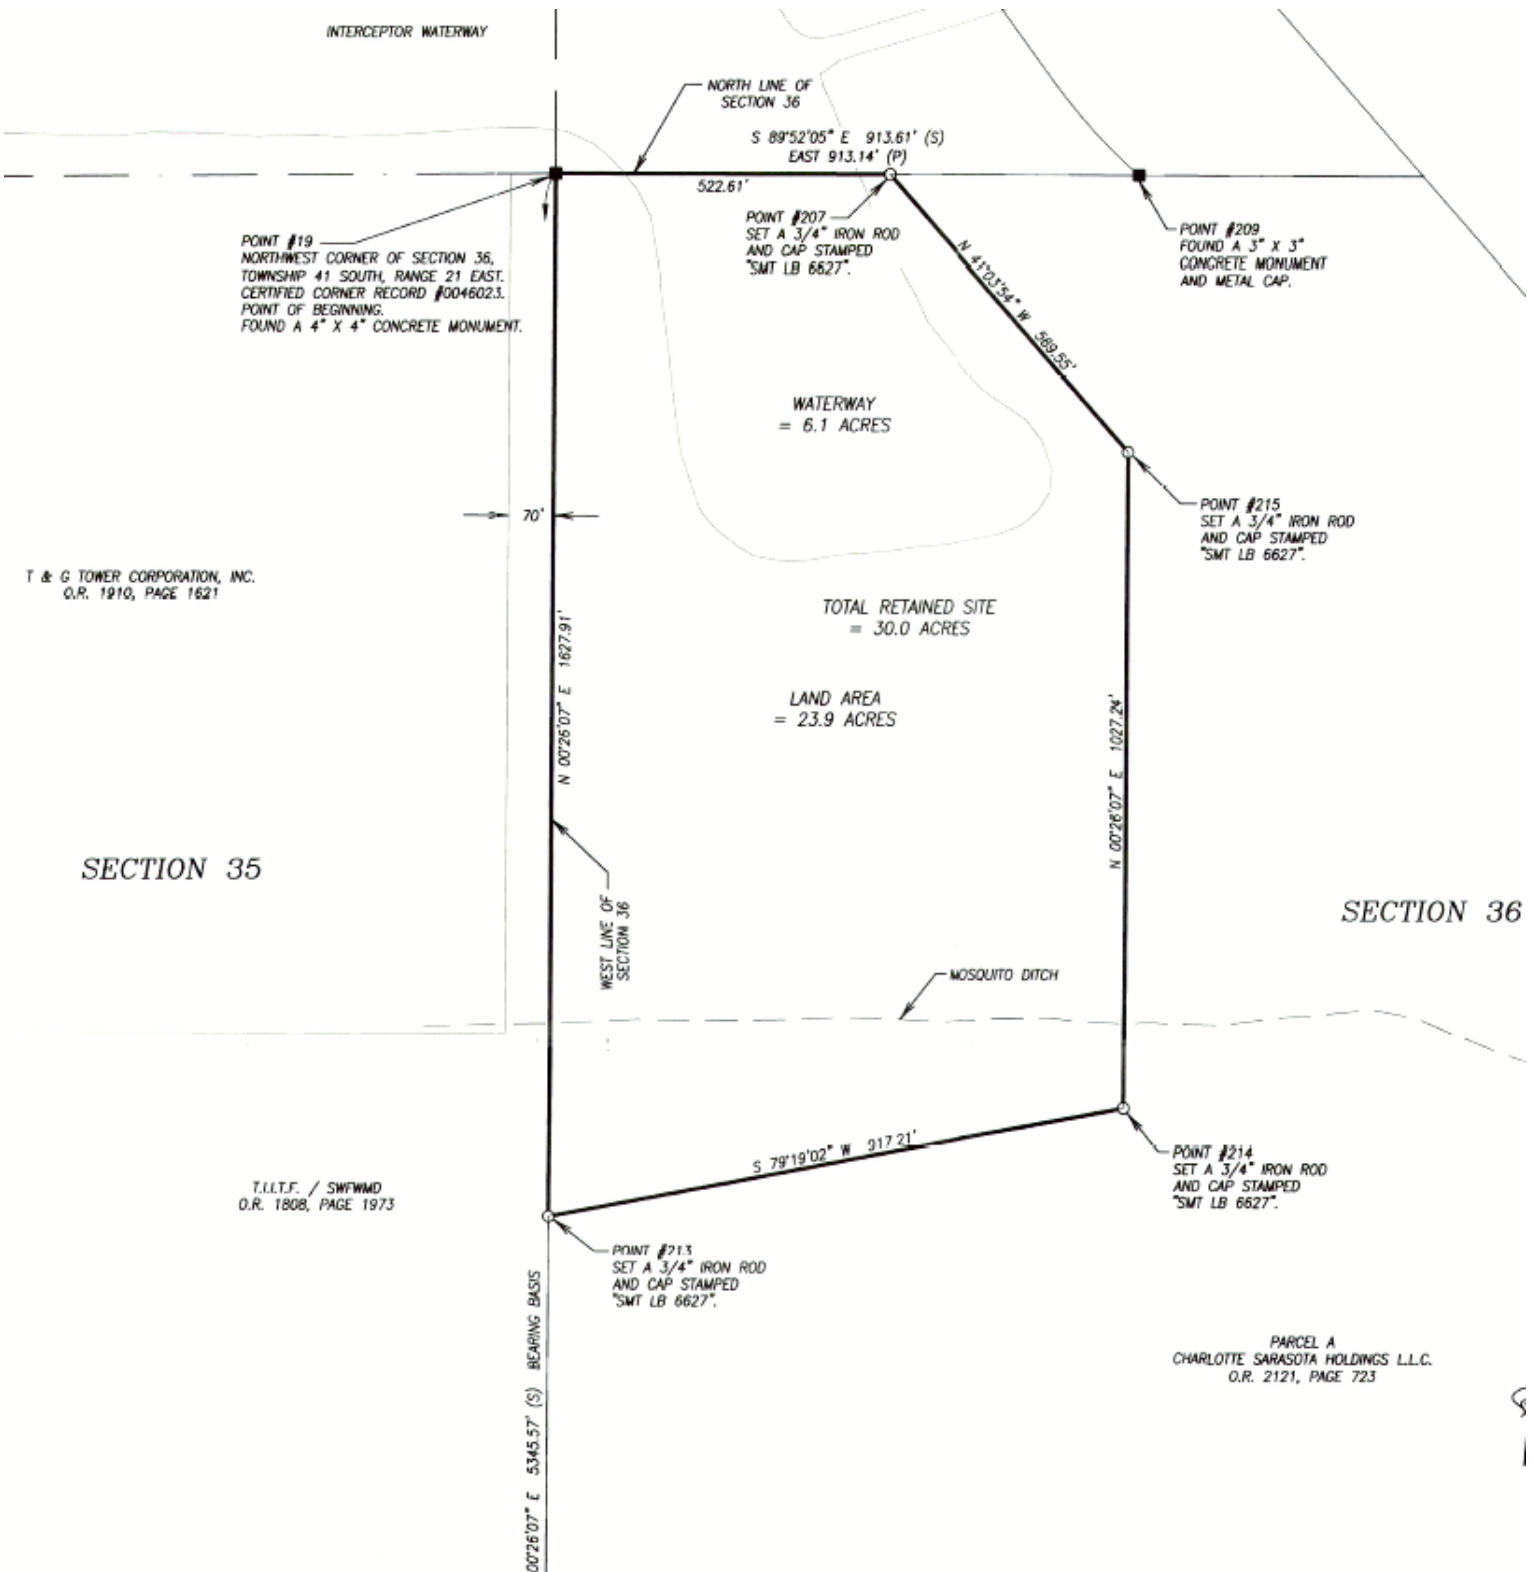 INTERCEPTOR WATERWAY
NORTH LINE OF
SECTION 36
S 89°52'05" E 913.61' (S)
EAST 913.14' (P)
522.61'
POINT #19
NORTHWEST CORNER OF SECTION 36,
TOWNSHIP 41 SOUTH, RANGE 21 EAST.
CERTIFIED CORNER RECORD #0046023.
POINT OF BEGINNING.
FOUND A 4" X 4" CONCRETE MONUMENT.
POINT #207
SET A 3/4" IRON ROD
AND CAP STAMPED
"SMT LB 6627".
POINT #209
FOUND A 3" X 3"
CONCRETE MONUMENT
AND METAL CAP.
N 41°03'54" W 569.55'
WATERWAY
= 6.1 ACRES
70'
POINT #215
SET A 3/4" IRON ROD
AND CAP STAMPED
"SMT LB 6627".
T & G TOWER CORPORATION, INC.
O.R. 1910, PAGE 1621
TOTAL RETAINED SITE
= 30.0 ACRES
N 00°26'07" E 1627.91'
LAND AREA
= 23.9 ACRES
N 00°26'07" E 1027.24'
SECTION 35
SECTION 36
WEST LINE OF
SECTION 36
MOSQUITO DITCH
S 79°19'02" W 917.21'
POINT #214
SET A 3/4" IRON ROD
AND CAP STAMPED
"SMT LB 6627".
T.I.I.T.F. / SWFWMD
O.R. 1808, PAGE 1973
POINT #213
SET A 3/4" IRON ROD
AND CAP STAMPED
"SMT LB 6627".
00°26'07" E 5345.57' (S) BEARING BASIS
PARCEL A
CHARLOTTE SARASOTA HOLDINGS L.L.C.
O.R. 2121, PAGE 723